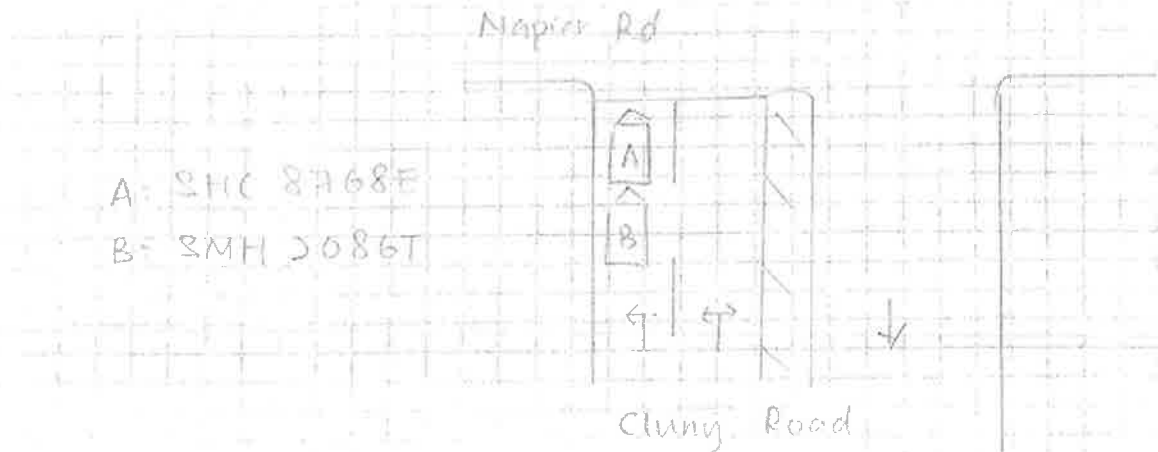 Napier Rd
A: SHC 8768E
B: SMH 2086T
A
B
Cluny Road